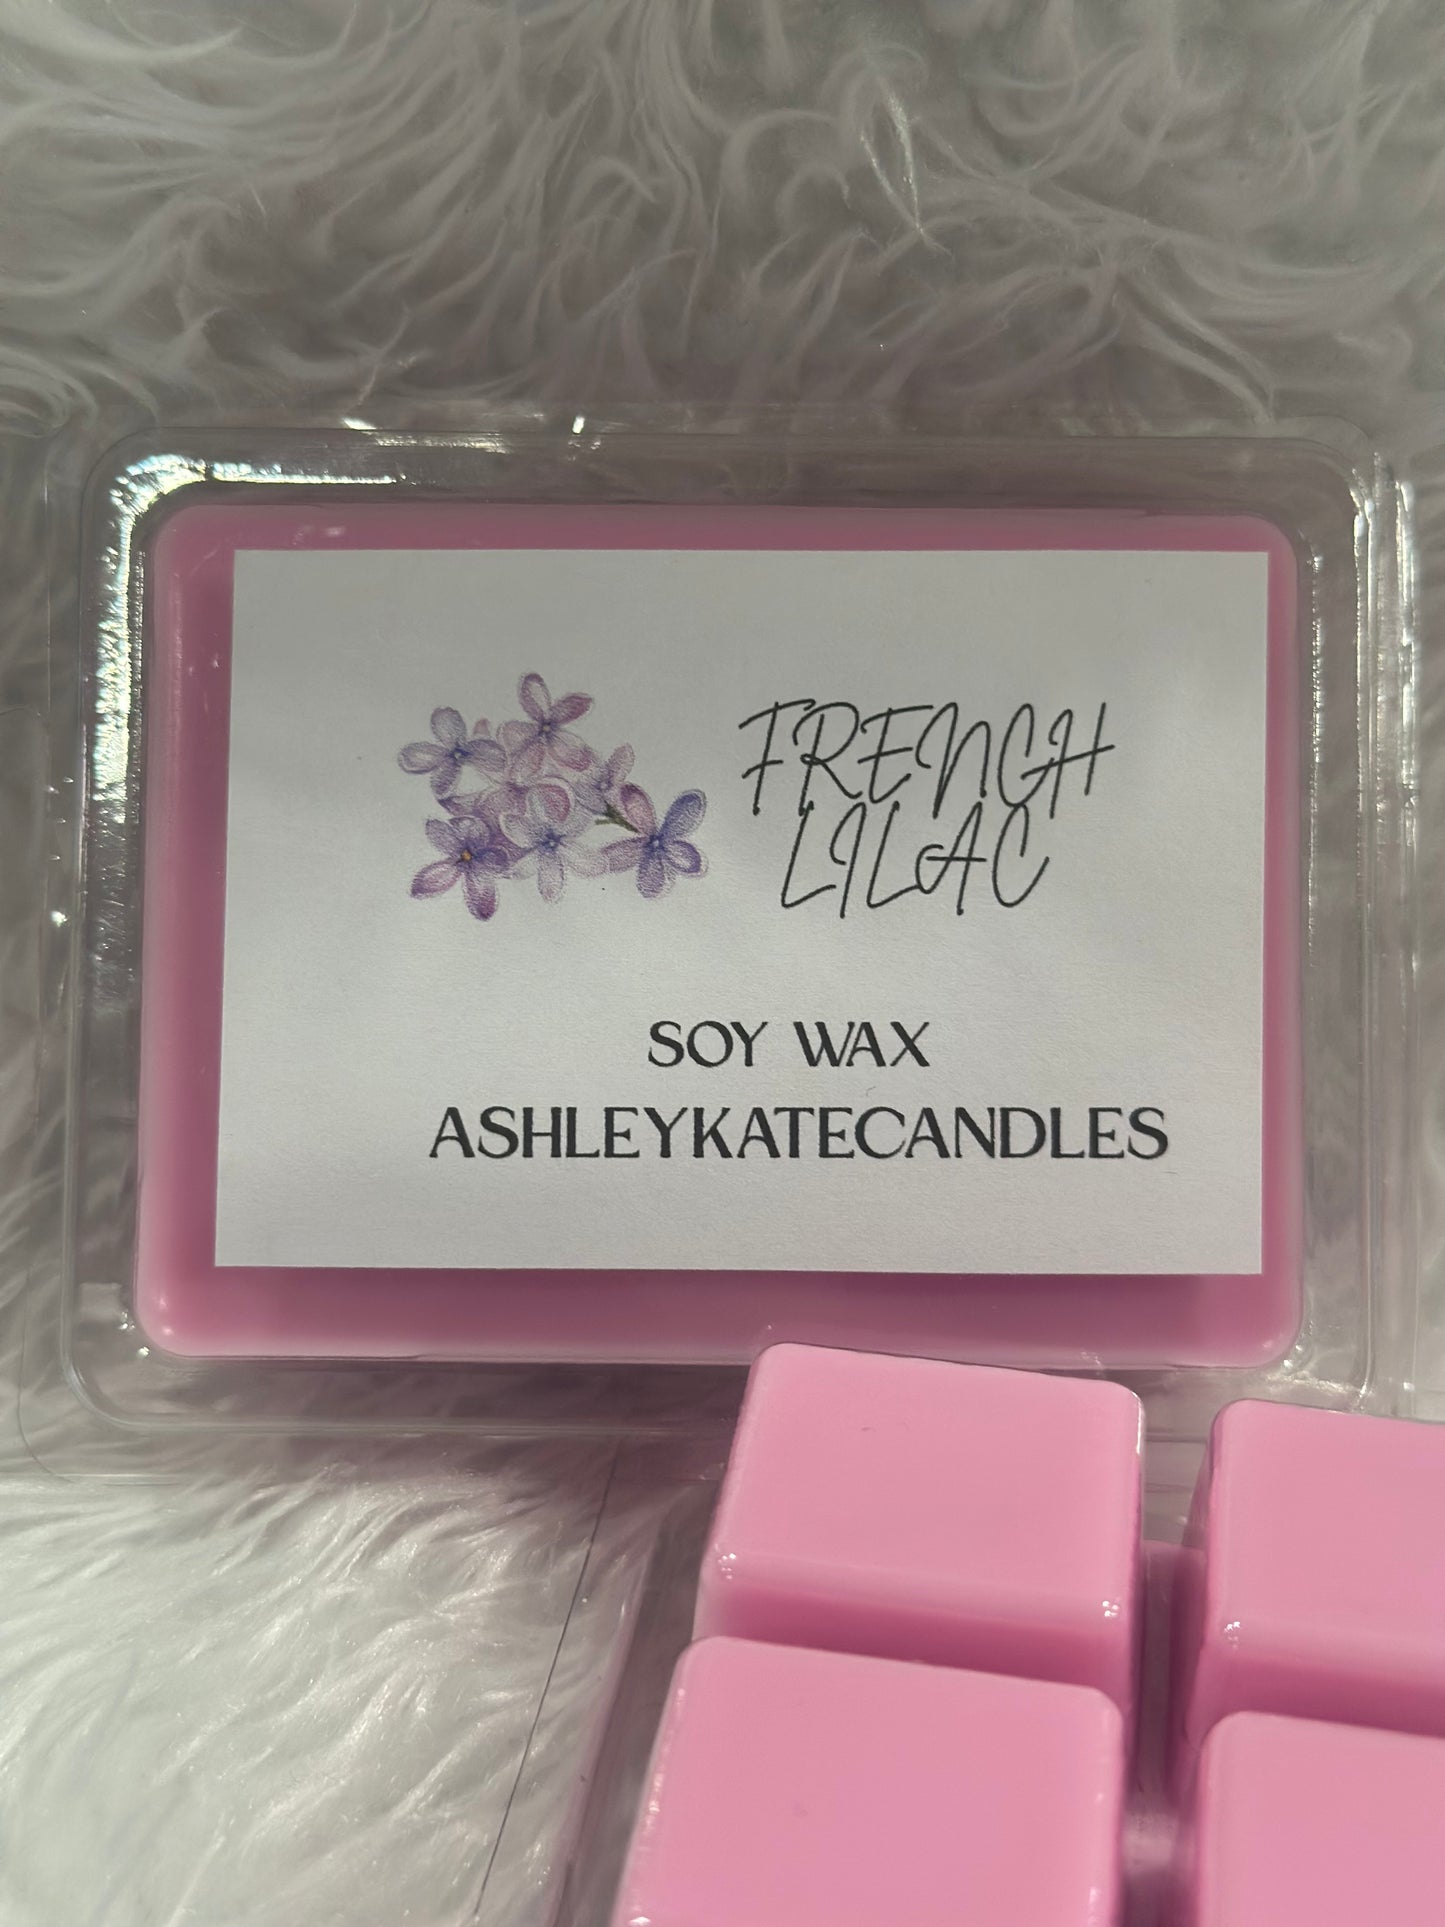 FRENCH
LILAC
SOY WAX
ASHLEYKATECANDLES